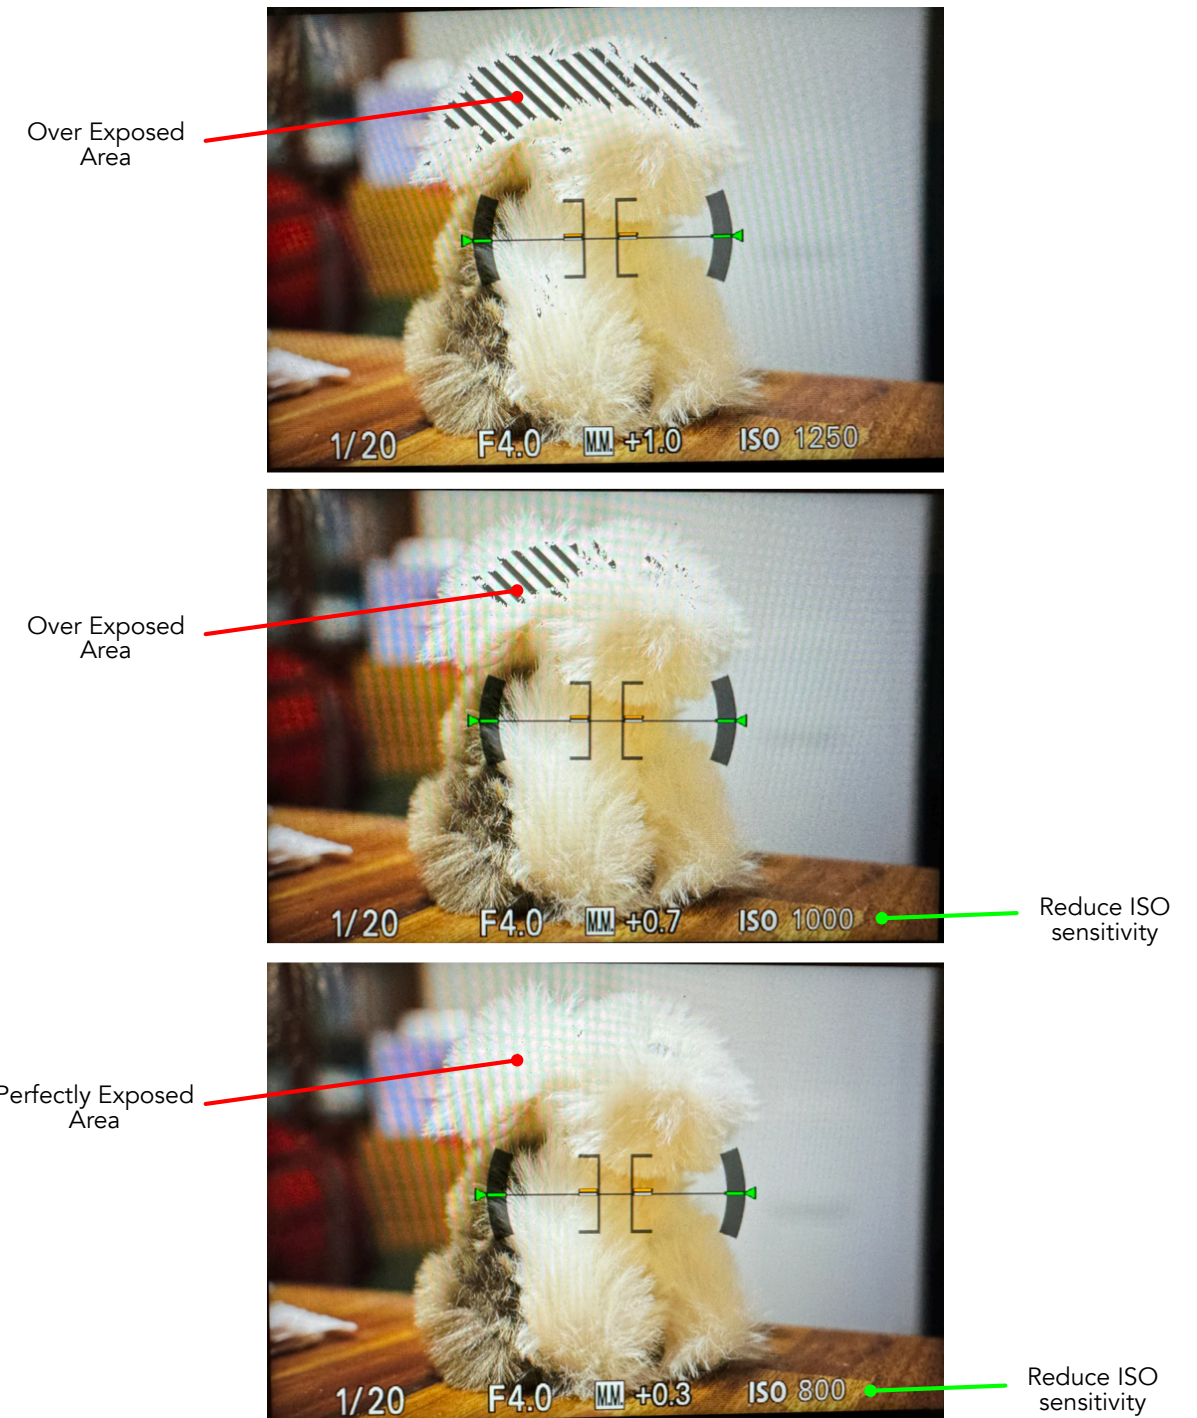 Over Exposed
Area
1/20 F4.0 M.M. +1.0 ISO 1250
Over Exposed
Area
1/20 F4.0 M.M. +0.7 ISO 1000
Reduce ISO
sensitivity
Perfectly Exposed
Area
1/20 F4.0 M.M. +0.3 ISO 800
Reduce ISO
sensitivity